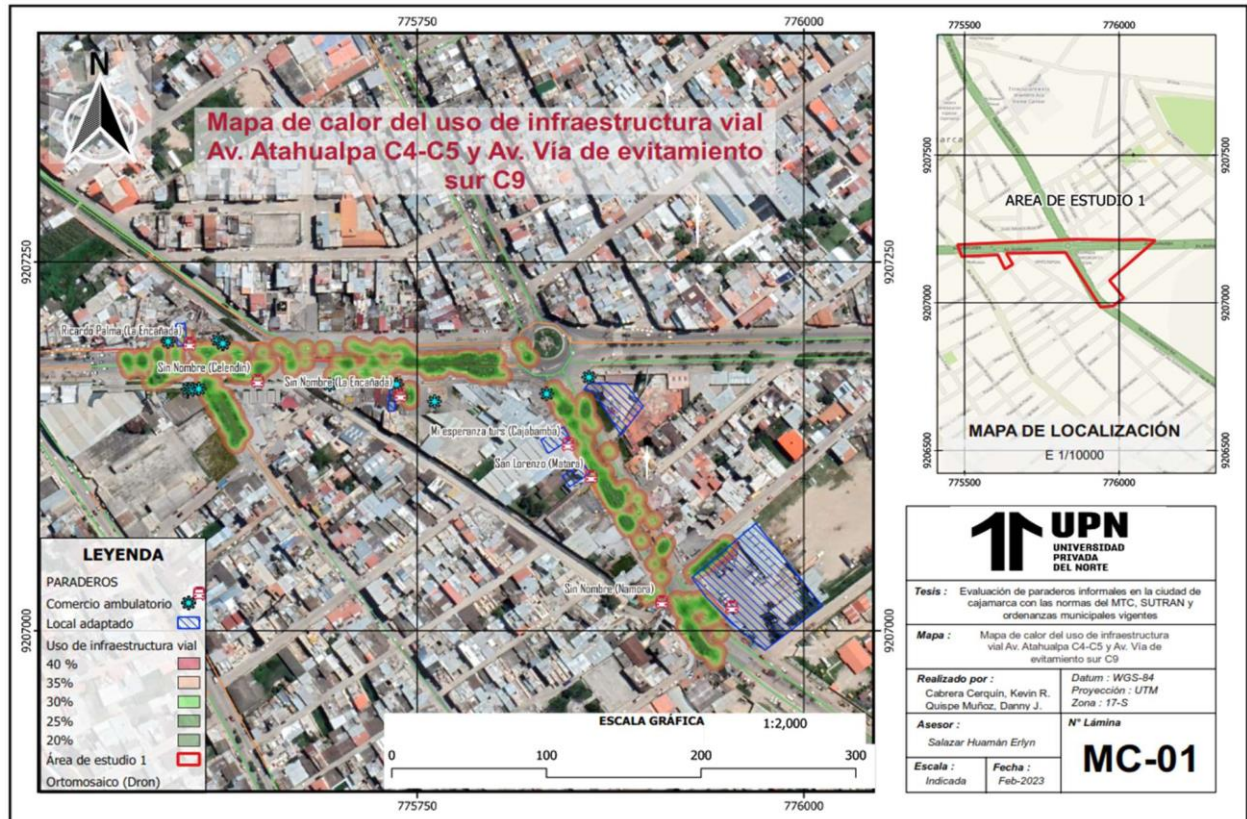 775750
776000
N
Mapa de calor del uso de infraestructura vial
Av. Atahualpa C4-C5 y Av. Vía de evitamiento
sur C9
9207250
9207250
9207000
9207000
Ricardo Palma (La Encañada)
Sin Nombre (Celendín)
Sin Nombre (La Encañada)
Mi esperanza turs (Cajabamba)
San Lorenzo (Matara)
Sin Nombre (Namora)
LEYENDA
PARADEROS
Comercio ambulatorio
Local adaptado
Uso de infraestructura vial
40 %
35%
30%
25%
20%
Área de estudio 1
Ortomosaico (Dron)
ESCALA GRÁFICA
1:2,000
0
100
200
300
775750
776000
775500
776000
9207500
9207500
9207000
9207000
9206500
9206500
AREA DE ESTUDIO 1
MAPA DE LOCALIZACIÓN
E 1/10000
775500
776000
UPN
UNIVERSIDAD
PRIVADA
DEL NORTE
Tesis : Evaluación de paraderos informales en la ciudad de
cajamarca con las normas del MTC, SUTRAN y
ordenanzas municipales vigentes
Mapa : Mapa de calor del uso de infraestructura
vial Av. Atahualpa C4-C5 y Av. Vía de
evitamiento sur C9
Realizado por :
Cabrera Cerquín, Kevin R.
Quispe Muñoz, Danny J.
Datum : WGS-84
Proyección : UTM
Zona : 17-S
Asesor :
Salazar Huamán Erlyn
N° Lámina
MC-01
Escala :
Indicada
Fecha :
Feb-2023